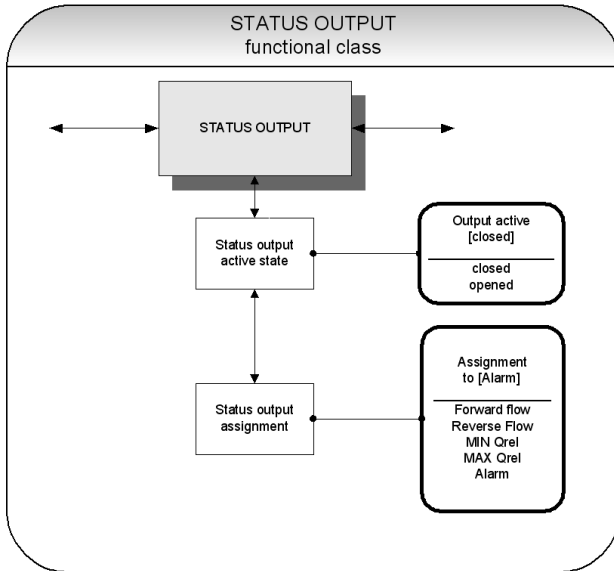 STATUS OUTPUT
functional class
STATUS OUTPUT
Status output
active state
Output active
[closed]
closed
opened
Status output
assignment
Assignment
to [Alarm]
Forward flow
Reverse Flow
MIN Qrel
MAX Qrel
Alarm